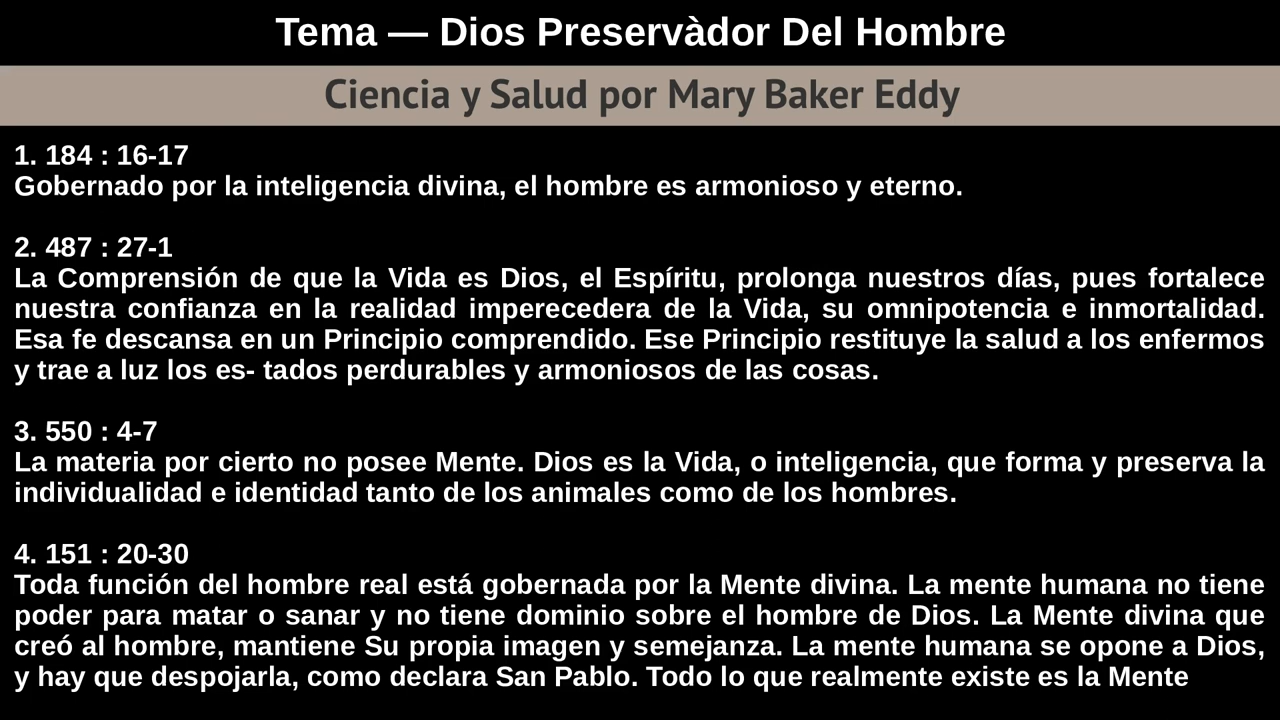 Tema — Dios Preservàdor Del Hombre
Ciencia y Salud por Mary Baker Eddy
1. 184 : 16-17
Gobernado por la inteligencia divina, el hombre es armonioso y eterno.
2. 487 : 27-1
La Comprensión de que la Vida es Dios, el Espíritu, prolonga nuestros días, pues fortalece
nuestra confianza en la realidad imperecedera de la Vida, su omnipotencia e inmortalidad.
Esa fe descansa en un Principio comprendido. Ese Principio restituye la salud a los enfermos
y trae a luz los es- tados perdurables y armoniosos de las cosas.
3. 550 : 4-7
La materia por cierto no posee Mente. Dios es la Vida, o inteligencia, que forma y preserva la
individualidad e identidad tanto de los animales como de los hombres.
4. 151 : 20-30
Toda función del hombre real está gobernada por la Mente divina. La mente humana no tiene
poder para matar o sanar y no tiene dominio sobre el hombre de Dios. La Mente divina que
creó al hombre, mantiene Su propia imagen y semejanza. La mente humana se opone a Dios,
y hay que despojarla, como declara San Pablo. Todo lo que realmente existe es la Mente